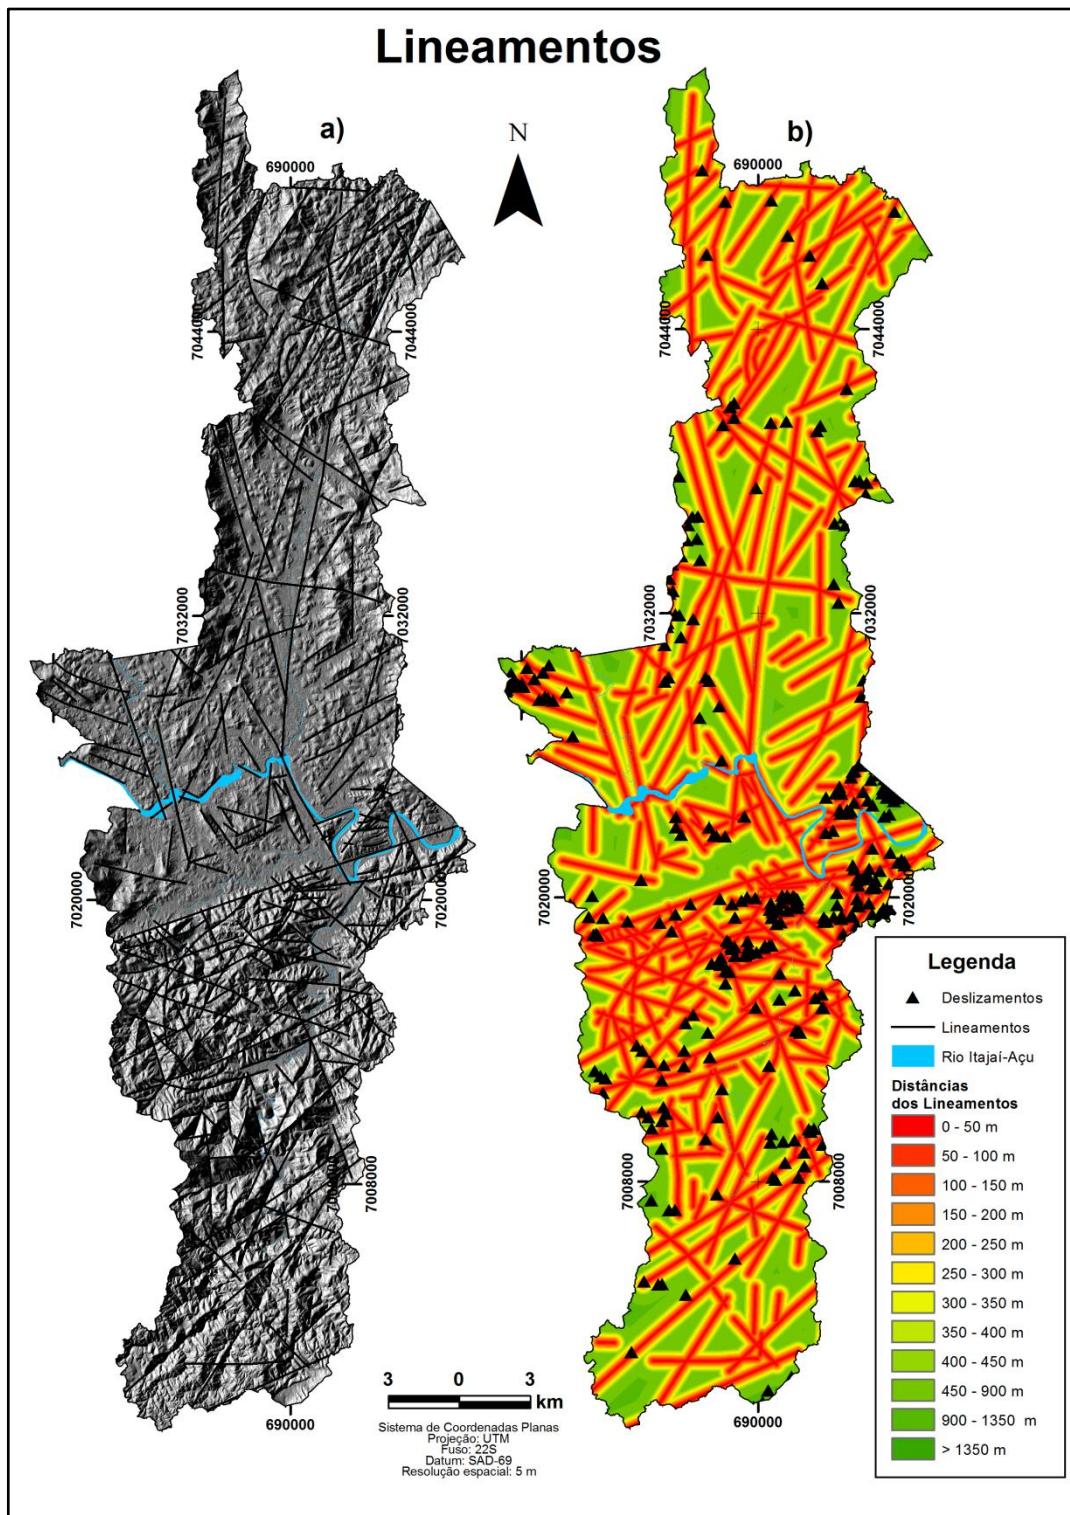 Lineamentos
a)
N
b)
690000
690000
7044000
7044000
7044000
7044000
7032000
7032000
7032000
7032000
7020000
7020000
7020000
7008000
7008000
7008000
690000
690000
3 0 3
km
Sistema de Coordenadas Planas
Projeção: UTM
Fuso: 22S
Datum: SAD-69
Resolução espacial: 5 m
Legenda
Deslizamentos
Lineamentos
Rio Itajaí-Açu
Distâncias
dos Lineamentos
0 - 50 m
50 - 100 m
100 - 150 m
150 - 200 m
200 - 250 m
250 - 300 m
300 - 350 m
350 - 400 m
400 - 450 m
450 - 900 m
900 - 1350 m
> 1350 m